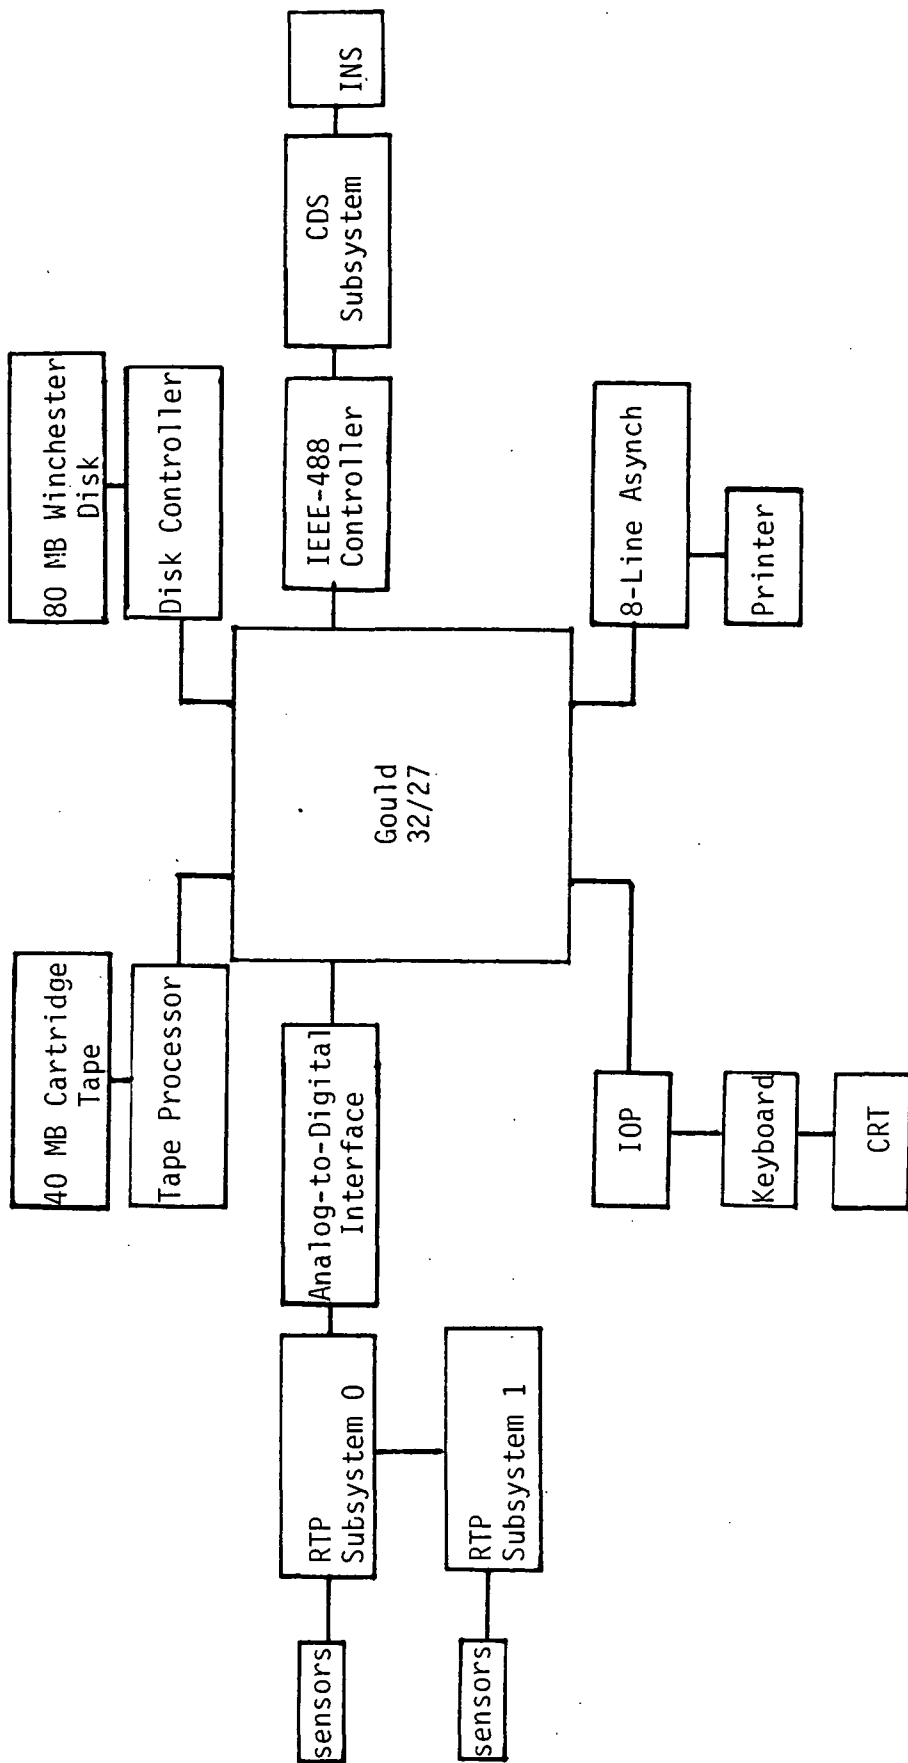 40 MB Cartridge
Tape
Tape Processor
80 MB Winchester
Disk
Disk Controller
sensors
RTP
Subsystem 0
Analog-to-Digital
Interface
Gould
32/27
IEEE-488
Controller
CDS
Subsystem
INS
sensors
RTP
Subsystem 1
IOP
Keyboard
CRT
8-Line Asynch
Printer